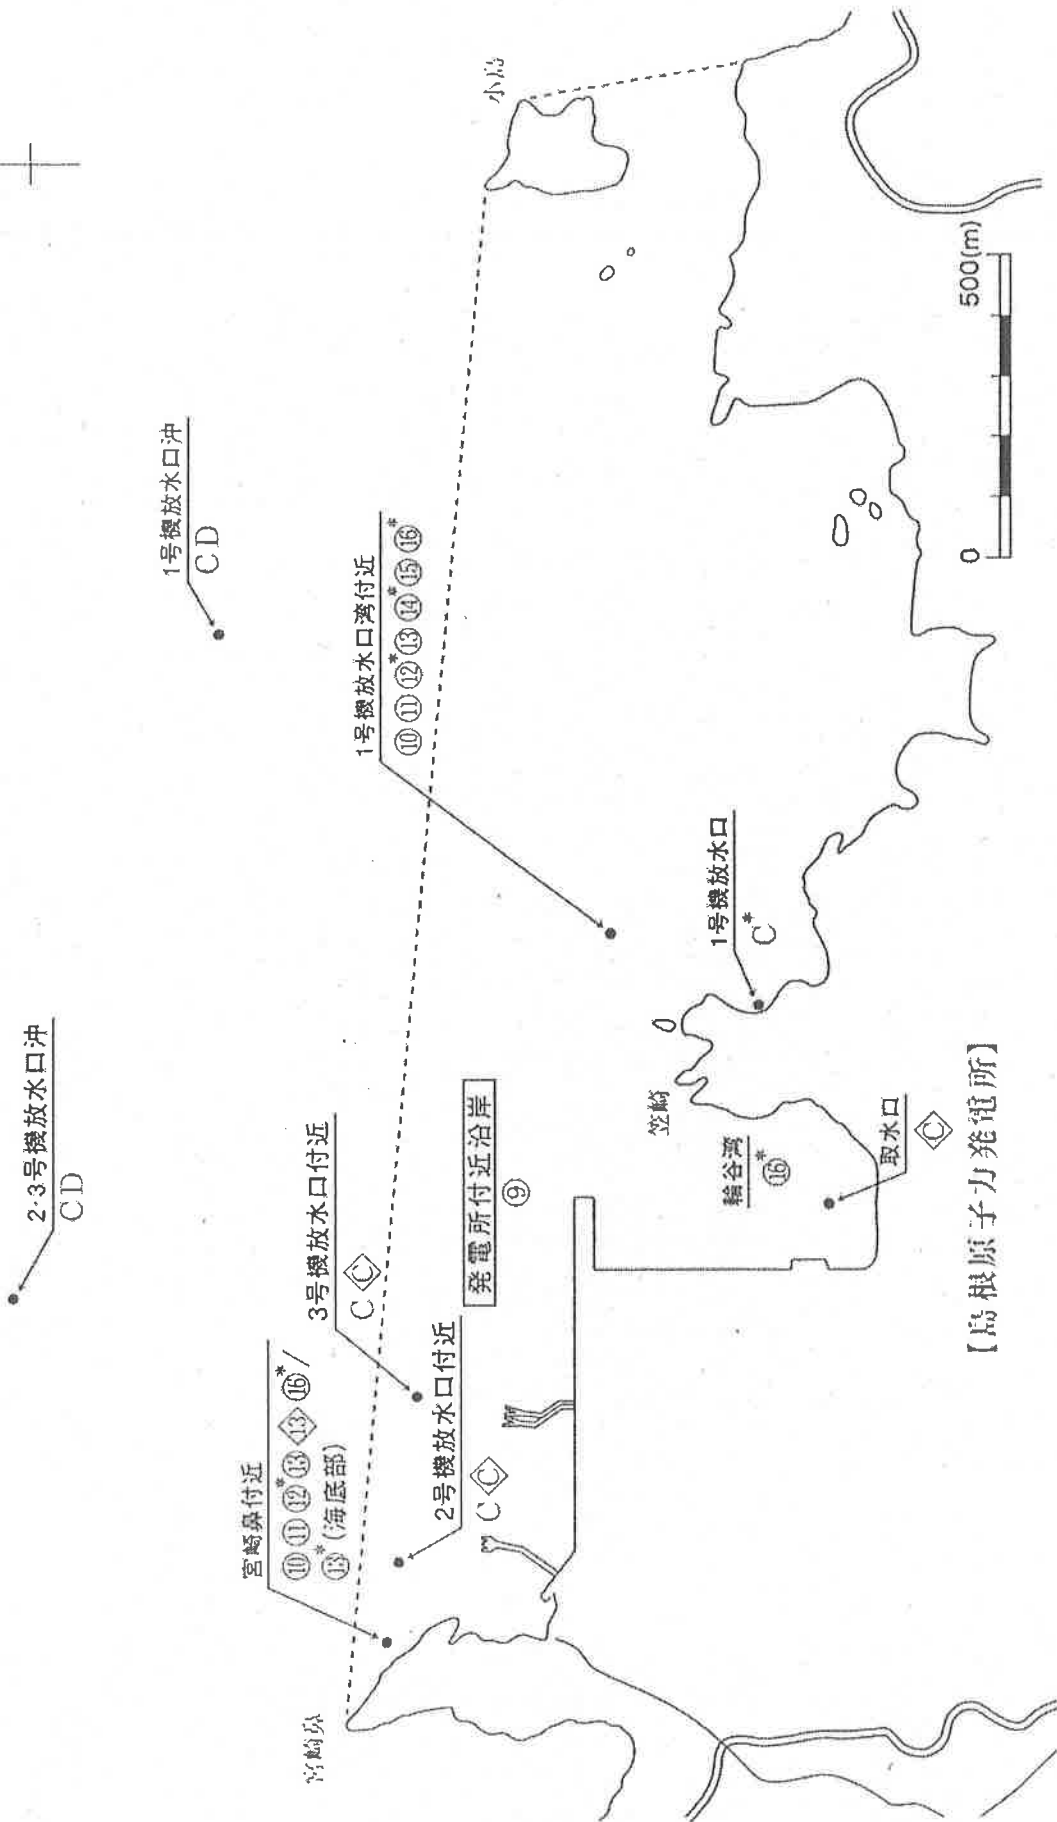 2·3号機放水口沖
CD
1号機放水口沖
CD
宮崎鼻付近
⑩⑪⑫*⑬⑬⑯*/
⑬*(海底部)
3号機放水口付近
C C
1号機放水口湾付近
⑩⑪⑫*⑬⑭*⑮⑯*
小島
宮崎鼻
2号機放水口付近
C C
発電所付近沿岸
⑨
笠崎
輪谷湾
⑯*
1号機放水口
C*
取水口
C
【島根原子力発電所】
0 500(m)